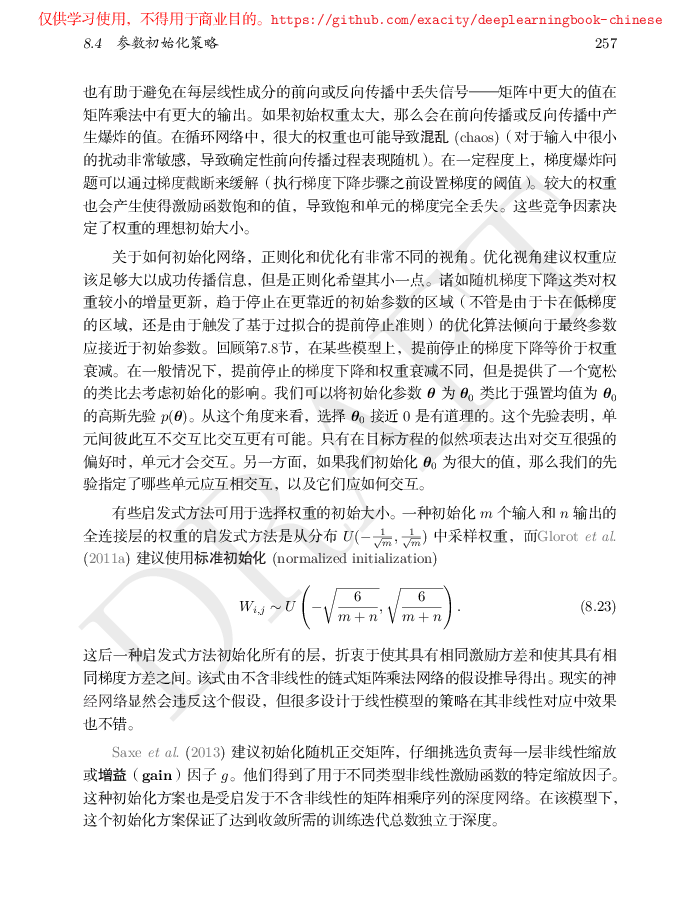 仅供学习使用，不得用于商业目的。https://github.com/exacity/deeplearningbook-chinese
8.4 参数初始化策略 257
也有助于避免在每层线性成分的前向或反向传播中丢失信号——矩阵中更大的值在
矩阵乘法中有更大的输出。如果初始权重太大，那么会在前向传播或反向传播中产
生爆炸的值。在循环网络中，很大的权重也可能导致混乱 (chaos)（对于输入中很小
的扰动非常敏感，导致确定性前向传播过程表现随机）。在一定程度上，梯度爆炸问
题可以通过梯度截断来缓解（执行梯度下降步骤之前设置梯度的阈值）。较大的权重
也会产生使得激励函数饱和的值，导致饱和单元的梯度完全丢失。这些竞争因素决
定了权重的理想初始大小。
关于如何初始化网络，正则化和优化有非常不同的视角。优化视角建议权重应
该足够大以成功传播信息，但是正则化希望其小一点。诸如随机梯度下降这类对权
重较小的增量更新，趋于停止在更靠近的初始参数的区域（不管是由于卡在低梯度
的区域，还是由于触发了基于过拟合的提前停止准则）的优化算法倾向于最终参数
应接近于初始参数。回顾第7.8节，在某些模型上，提前停止的梯度下降等价于权重
衰减。在一般情况下，提前停止的梯度下降和权重衰减不同，但是提供了一个宽松
的类比去考虑初始化的影响。我们可以将初始化参数 θ 为 θ₀ 类比于强置均值为 θ₀
的高斯先验 p(θ)。从这个角度来看，选择 θ₀ 接近 0 是有道理的。这个先验表明，单
元间彼此互不交互比交互更有可能。只有在目标方程的似然项表达出对交互很强的
偏好时，单元才会交互。另一方面，如果我们初始化 θ₀ 为很大的值，那么我们的先
验指定了哪些单元应互相交互，以及它们应如何交互。
有些启发式方法可用于选择权重的初始大小。一种初始化 m 个输入和 n 输出的
全连接层的权重的启发式方法是从分布 U(−1/√m, 1/√m) 中采样权重，而Glorot et al.
(2011a) 建议使用标准初始化 (normalized initialization)
W_{i,j} ∼ U (−√(6/(m+n)), √(6/(m+n))). (8.23)
这后一种启发式方法初始化所有的层，折衷于使其具有相同激励方差和使其具有相
同梯度方差之间。该式由不含非线性的链式矩阵乘法网络的假设推导得出。现实的神
经网络显然会违反这个假设，但很多设计于线性模型的策略在其非线性对应中效果
也不错。
Saxe et al. (2013) 建议初始化随机正交矩阵，仔细挑选负责每一层非线性缩放
或增益（gain）因子 g。他们得到了用于不同类型非线性激励函数的特定缩放因子。
这种初始化方案也是受启发于不含非线性的矩阵相乘序列的深度网络。在该模型下，
这个初始化方案保证了达到收敛所需的训练迭代总数独立于深度。
DRAFT